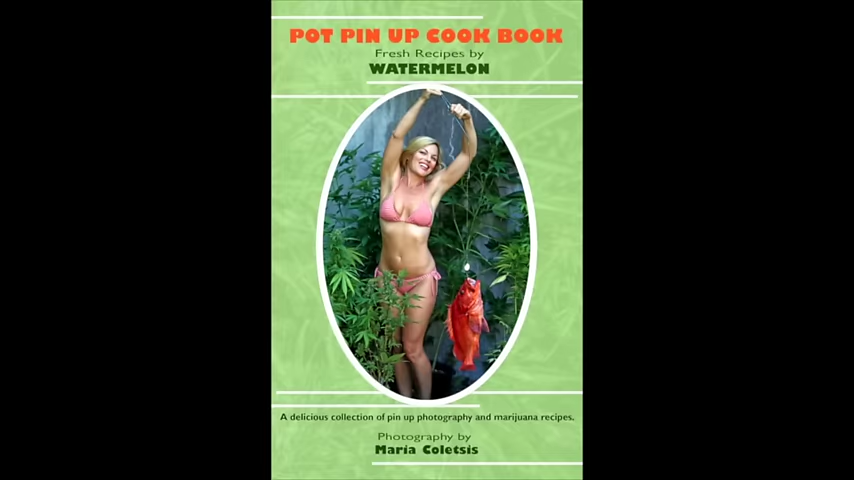 POT PIN UP COOK BOOK
Fresh Recipes by
WATERMELON
A delicious collection of pin up photography and marijuana recipes.
Photography by
Maria Coletsis